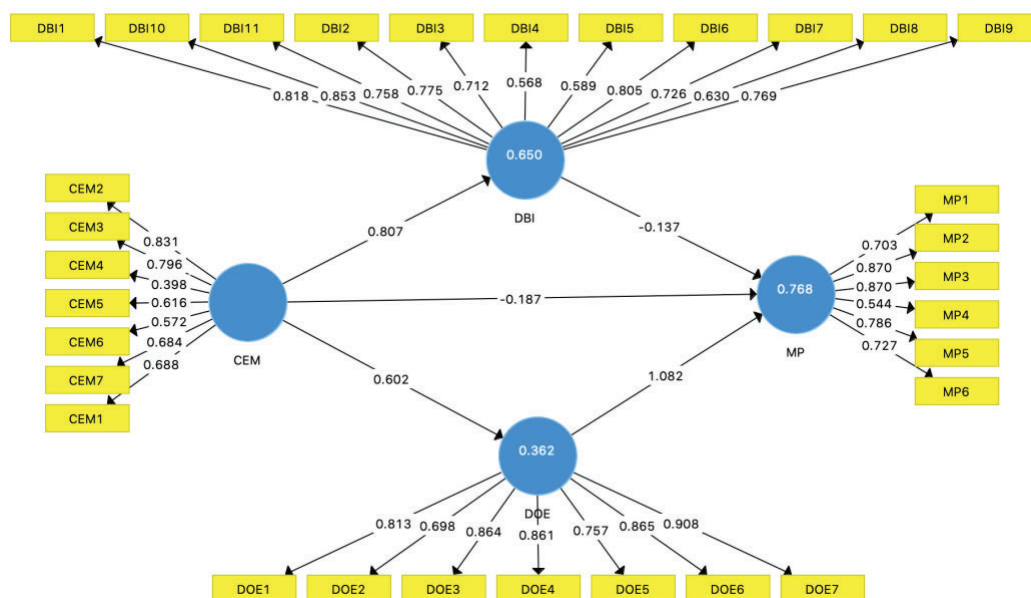 DBI1 DBI10 DBI11 DBI2 DBI3 DBI4 DBI5 DBI6 DBI7 DBI8 DBI9
0.818 0.853 0.758 0.775 0.712 0.568 0.589 0.805 0.726 0.630 0.769
0.650
DBI
CEM2
CEM3
CEM4
CEM5
CEM6
CEM7
CEM1
0.831
0.796
0.398
0.616
0.572
0.684
0.688
CEM
0.807
-0.137
-0.187
0.602
1.082
0.768
MP
0.703
0.870
0.870
0.544
0.786
0.727
MP1
MP2
MP3
MP4
MP5
MP6
0.362
DOE
0.813 0.698 0.864 0.861 0.757 0.865 0.908
DOE1 DOE2 DOE3 DOE4 DOE5 DOE6 DOE7